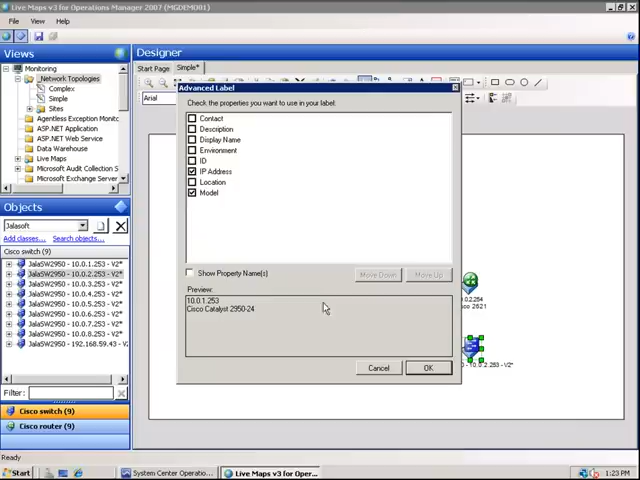 Live Maps v3 for Operations Manager 2007 (MGDEMO01)
File View Help
Views
Monitoring
_Network Topologies
Complex
Simple
Sites
Agentless Exception Monito
ASP.NET Application
ASP.NET Web Service
Data Warehouse
Live Maps
Microsoft Audit Collection S
Microsoft Exchange Server
Objects
Jalasoft
Add classes... Search objects...
Cisco switch (9)
JalaSW2950 - 10.0.1.253 - V2*
JalaSW2950 - 10.0.2.253 - V2*
JalaSW2950 - 10.0.3.253 - V2*
JalaSW2950 - 10.0.4.253 - V2*
JalaSW2950 - 10.0.5.253 - V2*
JalaSW2950 - 10.0.6.253 - V2*
JalaSW2950 - 10.0.7.253 - V2*
JalaSW2950 - 10.0.8.253 - V2*
JalaSW2950 - 192.168.59.43 - V2*
Filter:
Cisco switch (9)
Cisco router (9)
Ready
Designer
Start Page Simple*
Arial
Advanced Label
Check the properties you want to use in your label:
Contact
Description
Display Name
Environment
ID
IP Address
Location
Model
Show Property Name(s)
Move Down Move Up
Preview:
10.0.1.253
Cisco Catalyst 2950-24
Cancel OK
0.2.254
isco 2621
0 - 10.0.2.253 - V2*
Start
System Center Operatio...
Live Maps v3 for Oper...
1:23 PM